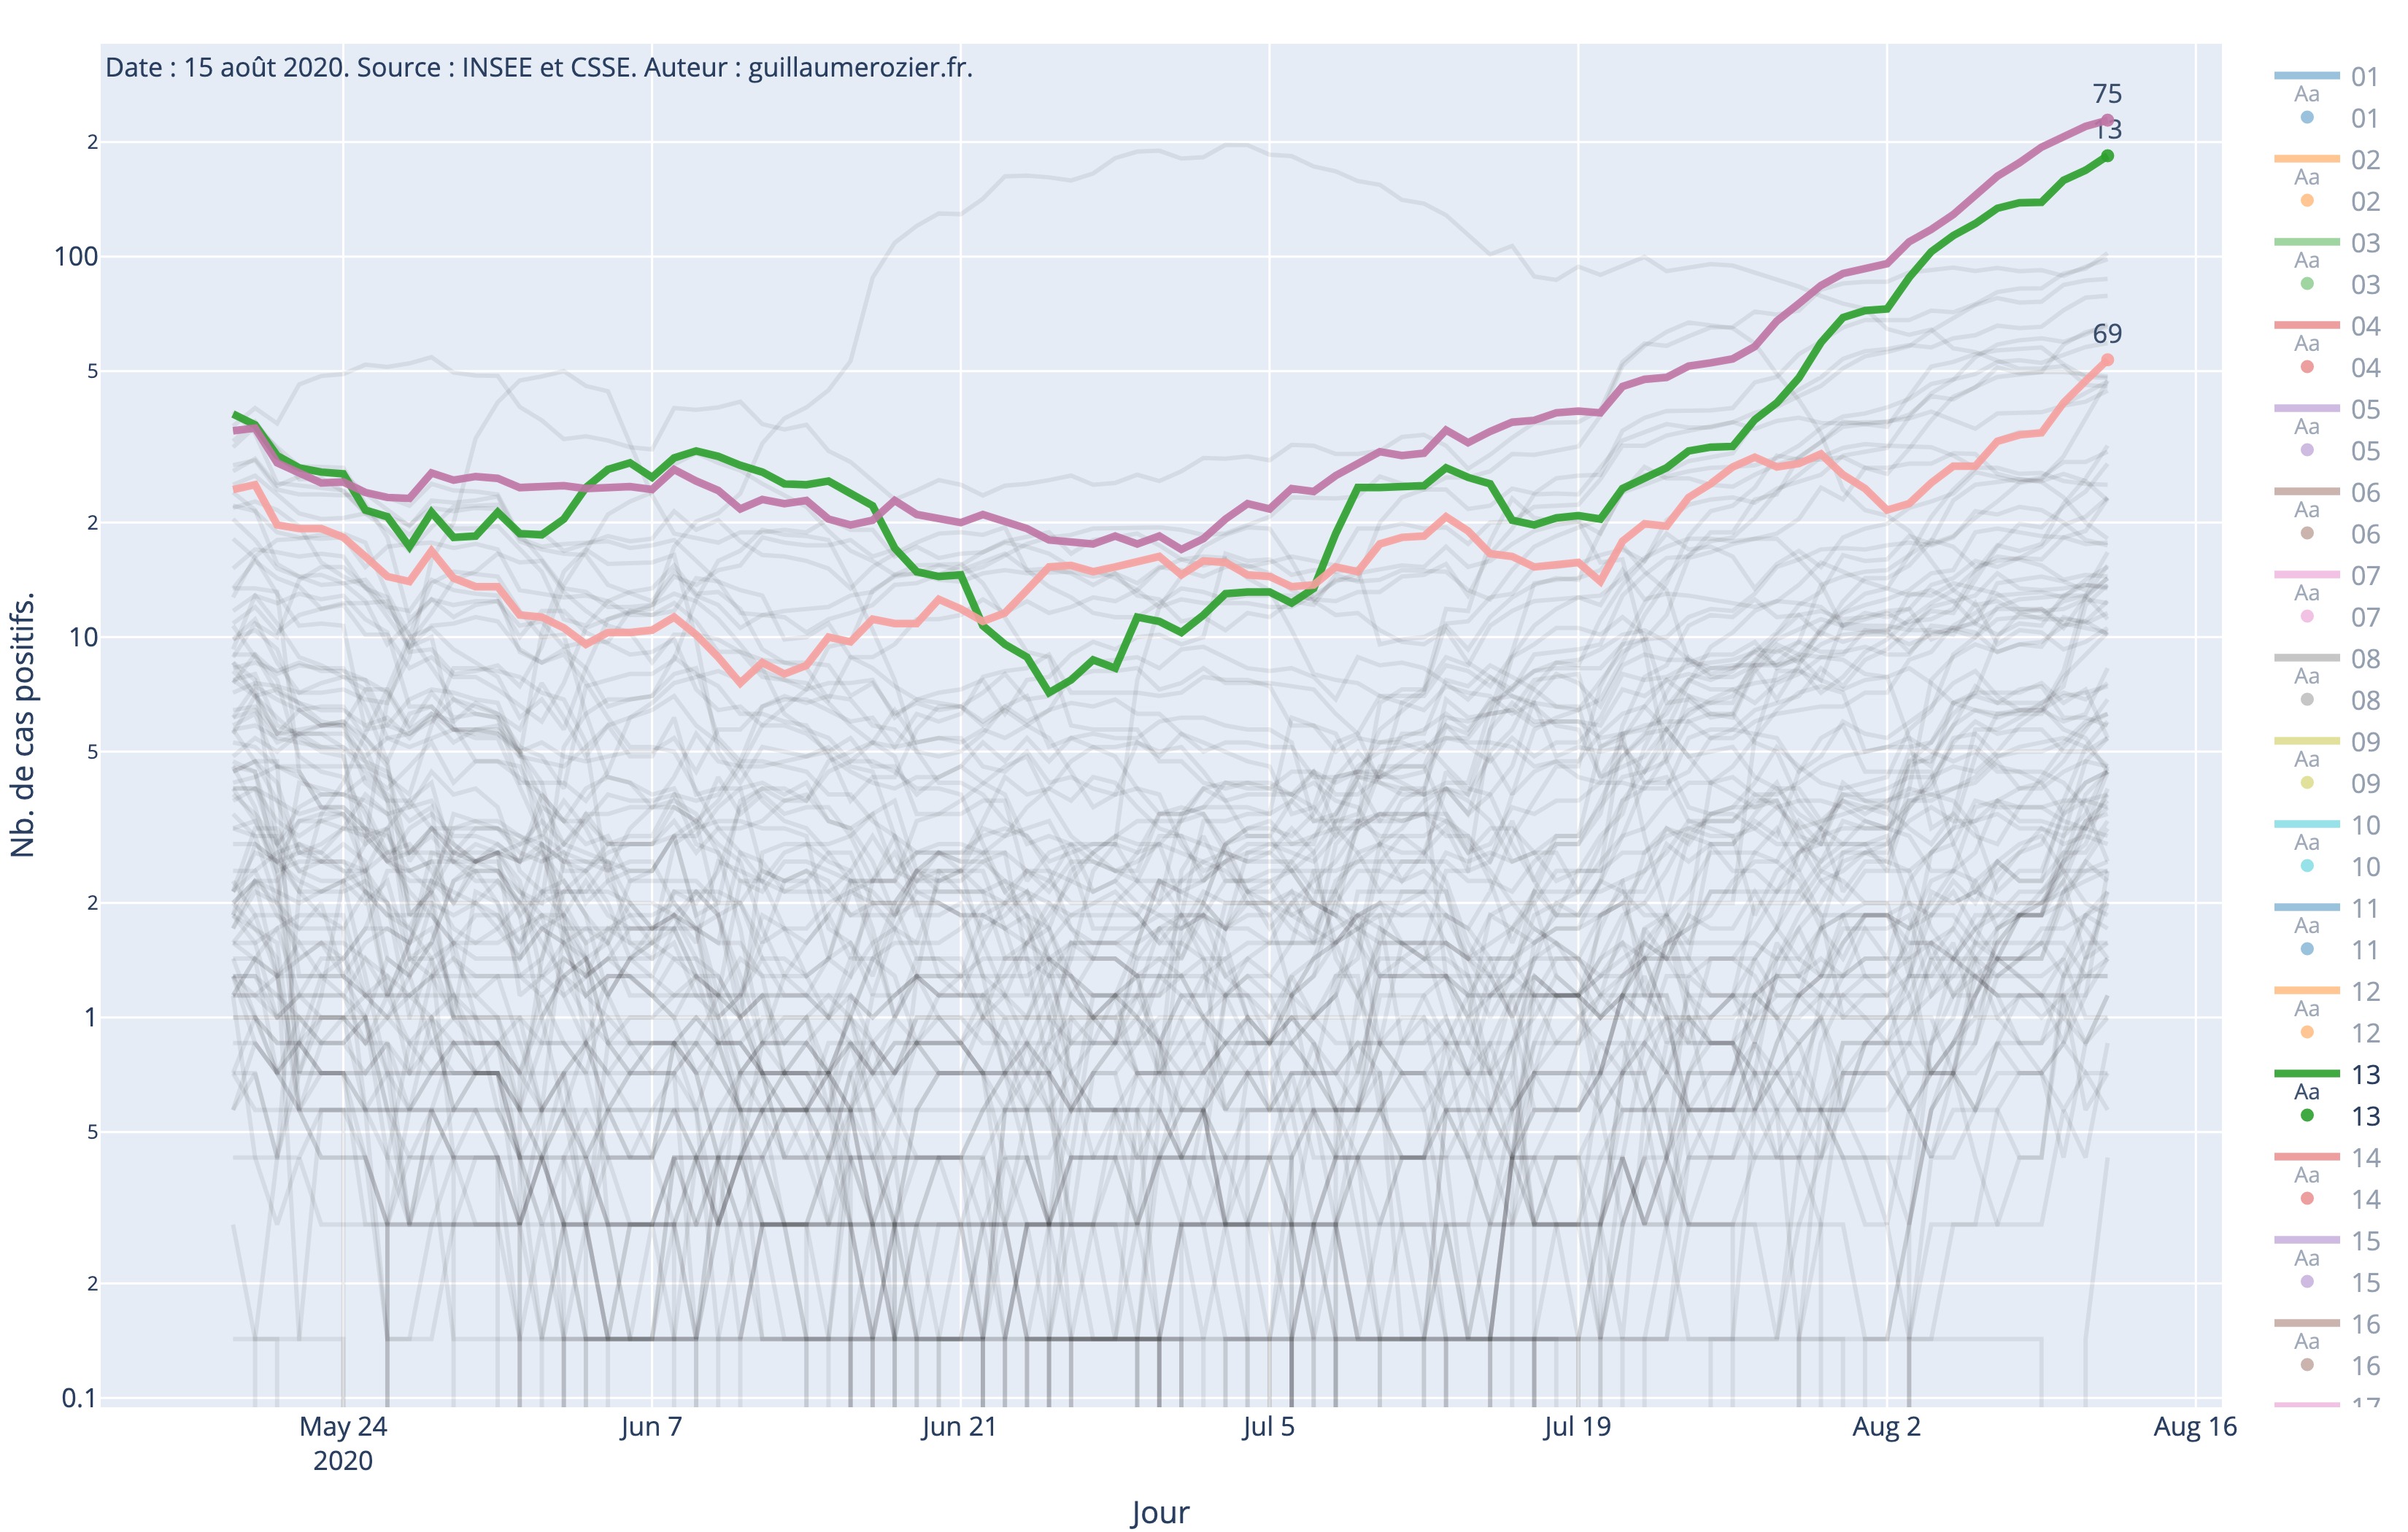 Date : 15 août 2020. Source : INSEE et CSSE. Auteur : guillaumerozier.fr.
75
13
69
2
100
5
2
10
5
2
1
5
2
0.1
Nb. de cas positifs.
May 24
2020
Jun 7
Jun 21
Jul 5
Jul 19
Aug 2
Aug 16
Jour
01
Aa
01
02
Aa
02
03
Aa
03
04
Aa
04
05
Aa
05
06
Aa
06
07
Aa
07
08
Aa
08
09
Aa
09
10
Aa
10
11
Aa
11
12
Aa
12
13
Aa
13
14
Aa
14
15
Aa
15
16
Aa
16
17